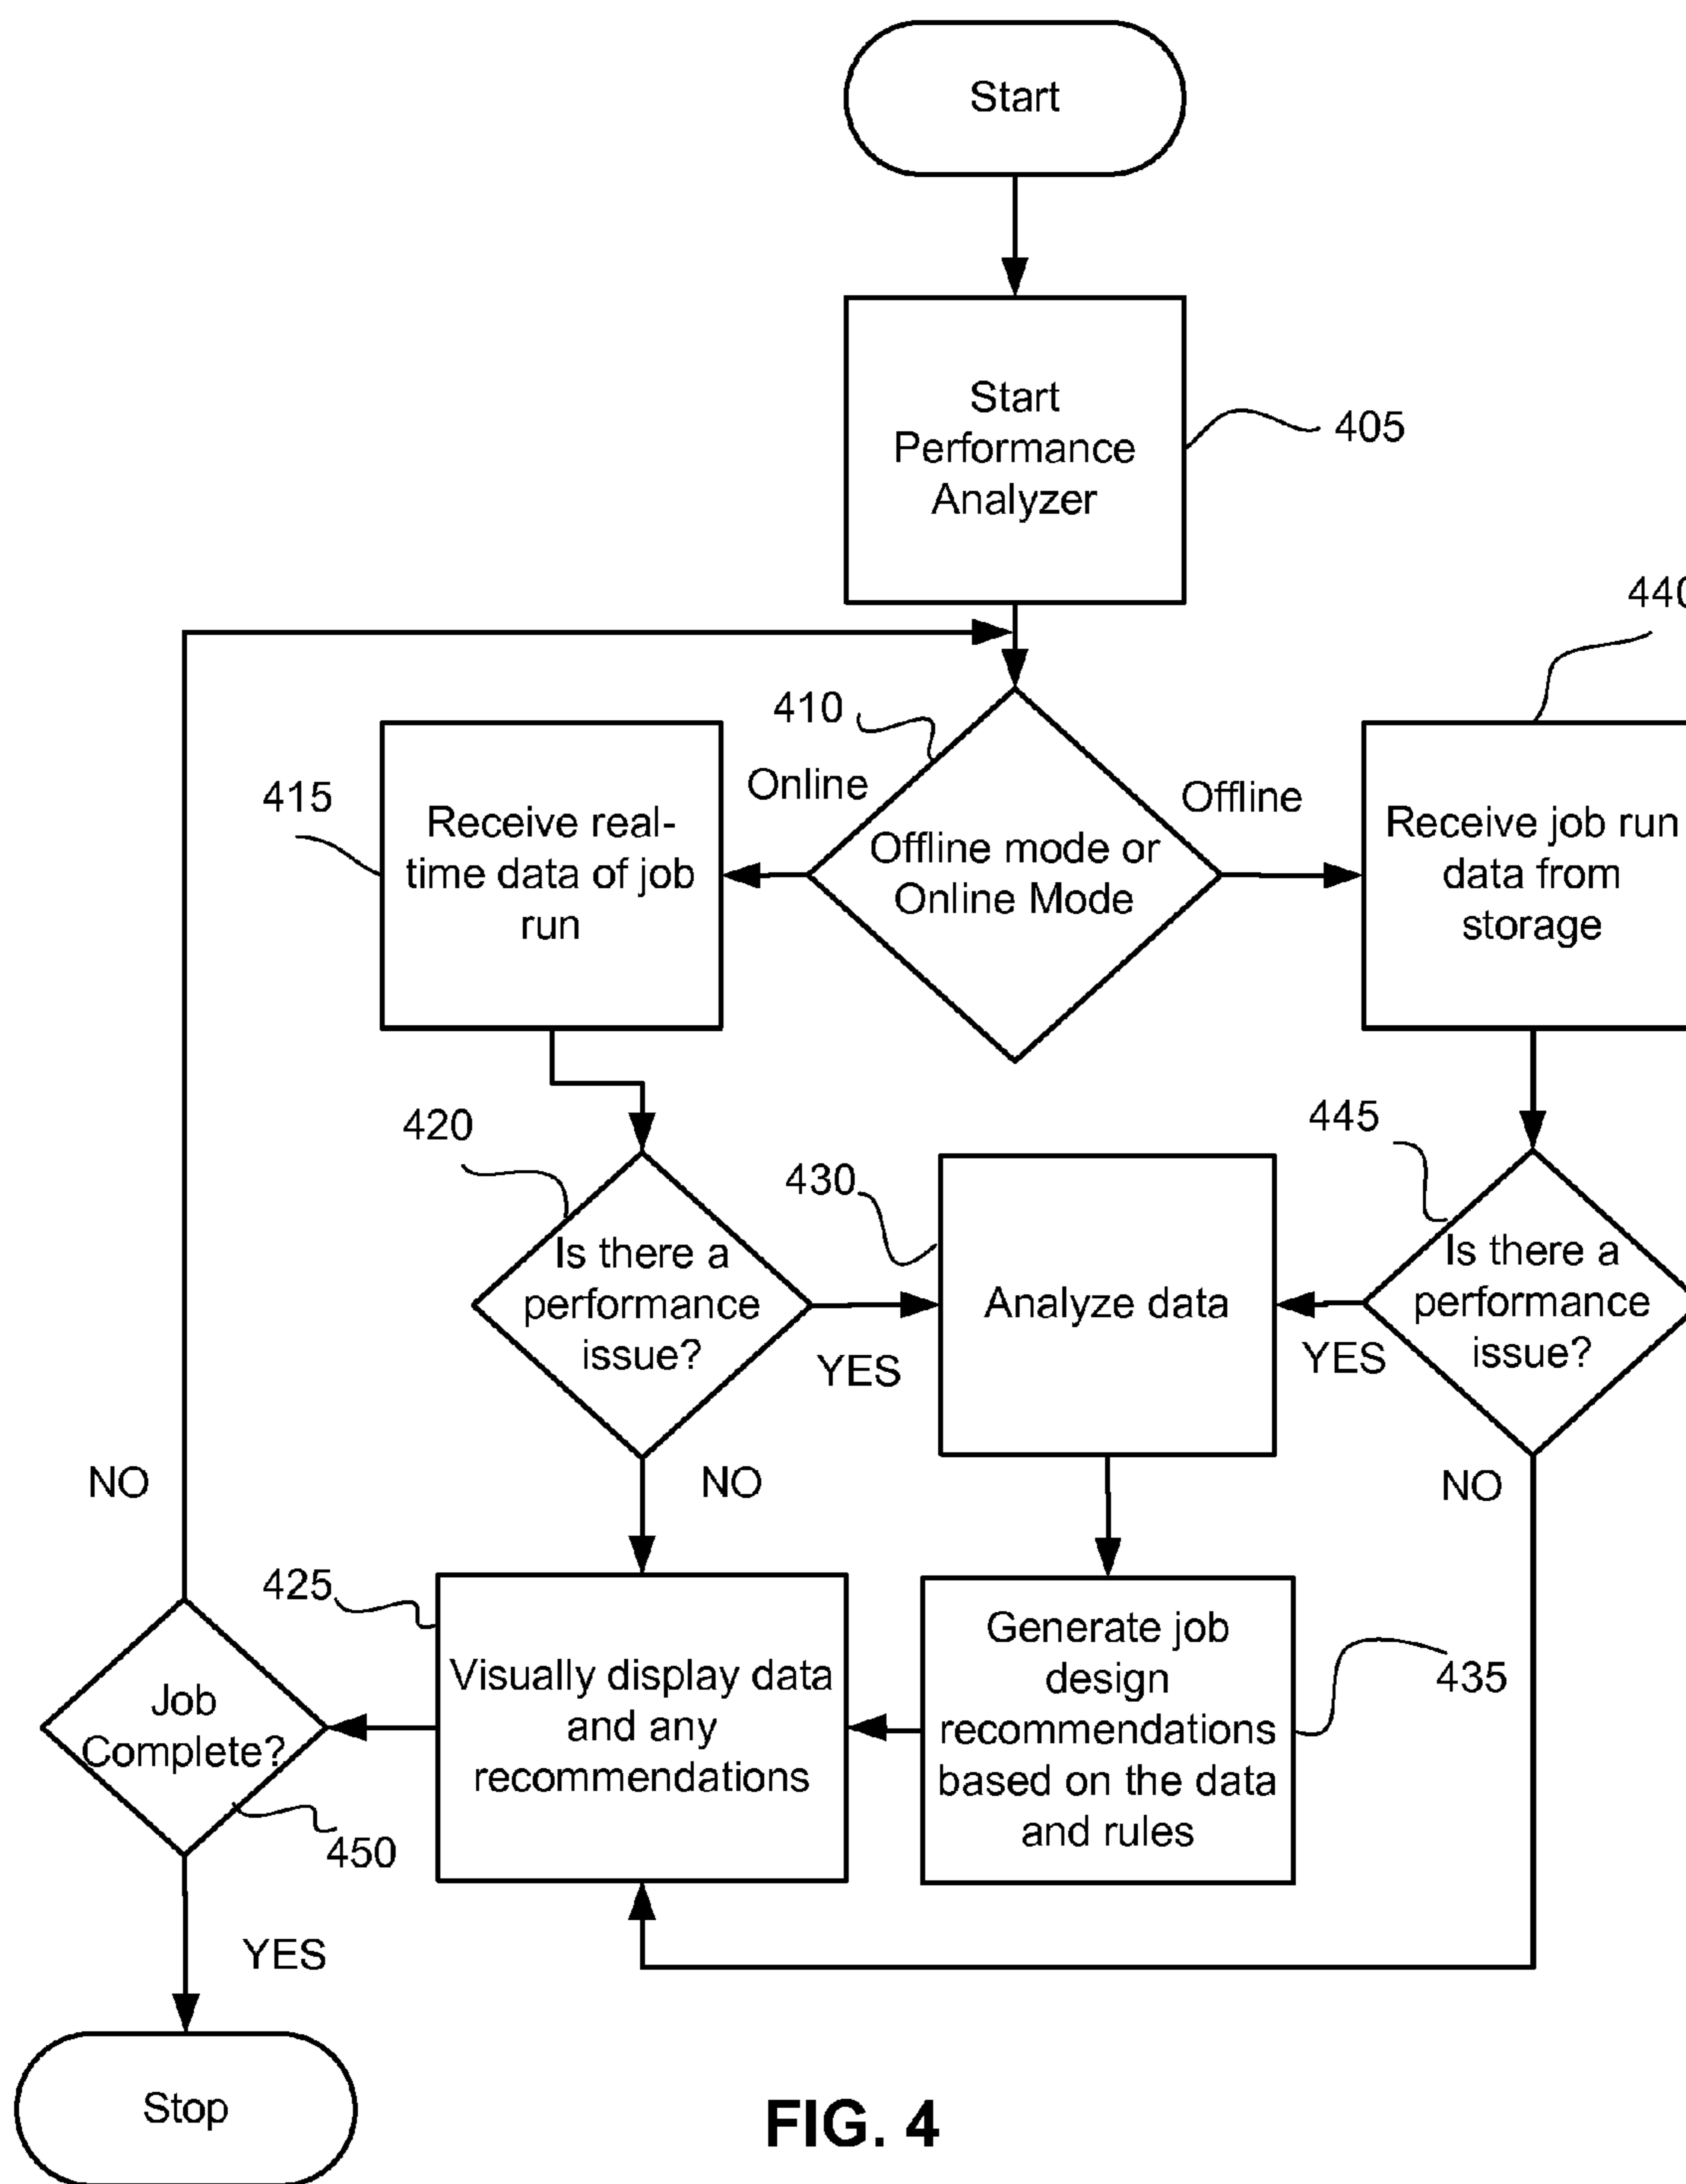 Start
Start
Performance
Analyzer
405
440
410
Online
Offline
415
Receive real-
time data of job
run
Offline mode or
Online Mode
Receive job run
data from
storage
420
430
445
Is there a
performance
issue?
YES
NO
Analyze data
Is there a
performance
issue?
YES
NO
NO
425
Visually display data
and any
recommendations
Generate job
design
recommendations
based on the data
and rules
435
Job
Complete?
450
YES
Stop
FIG. 4